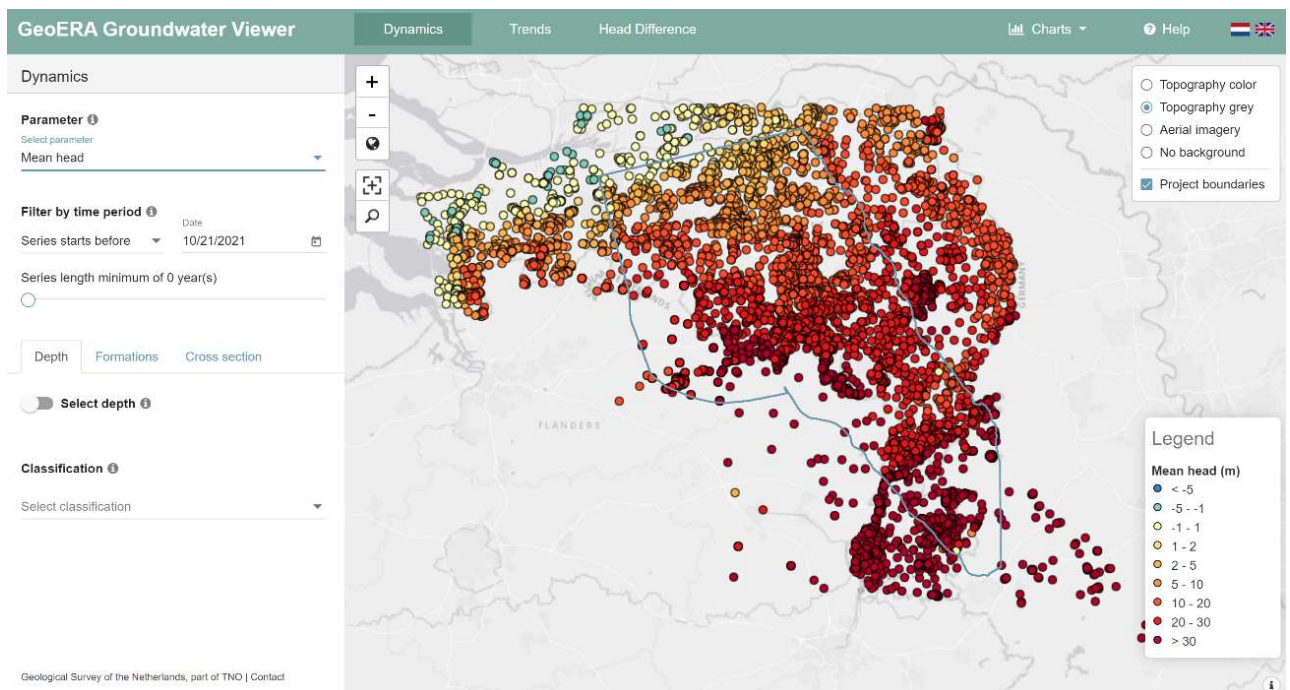 GeoERA Groundwater Viewer
Dynamics
Trends
Head Difference
Charts
Help
Dynamics
Parameter
Select parameter
Mean head
Filter by time period
Date
Series starts before
10/21/2021
Series length minimum of 0 year(s)
Depth
Formations
Cross section
Select depth
Classification
Select classification
Geological Survey of the Netherlands, part of TNO | Contact
+
-
Topography color
Topography grey
Aerial imagery
No background
Project boundaries
GERMANY
FLANDERS
Legend
Mean head (m)
< -5
-5 - -1
-1 - 1
1 - 2
2 - 5
5 - 10
10 - 20
20 - 30
> 30